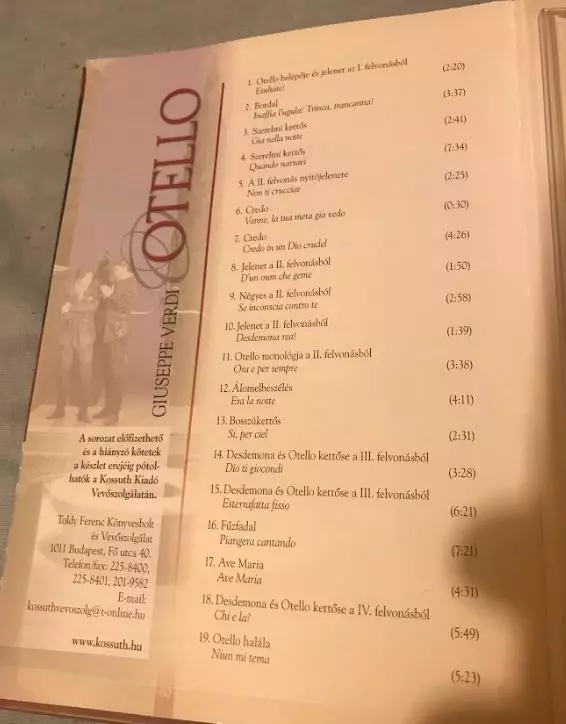 GIUSEPPE VERDI
OTELLO
1. Otello belépője és jelenet az I. felvonásból (2:20)
Esultate!
2. Bordal (3:37)
Inaffia l'ugola! Trinca, tracanna!
3. Szerelmi kettős (2:41)
Gia nella notte
4. Szerelmi kettős (7:34)
Quando narravi
5. A II. felvonás nyitójelenete (2:25)
Non ti crucciar
6. Credo (0:30)
Vanne, la tua meta gia vedo
7. Credo (4:26)
Credo in un Dio crudel
8. Jelenet a II. felvonásból (1:50)
D'un oum che geme
9. Négyes a II. felvonásból (2:58)
Se inconscia contro te
10. Jelenet a II. felvonásból (1:39)
Desdemona rea!
11. Otello monológja a II. felvonásból (3:38)
Ora e per sempre
12. Álomelbeszélés (4:11)
Era la notte
13. Bosszúkettős (2:31)
Si, per ciel
14. Desdemona és Otello kettőse a III. felvonásból (3:28)
Dio ti giocondi
15. Desdemona és Otello kettőse a III. felvonásból (6:21)
Esterrafatta fisso
16. Fűzfadal (7:21)
Piangera cantando
17. Ave Maria (4:31)
Ave Maria
18. Desdemona és Otello kettőse a IV. felvonásból (5:49)
Chi e la?
19. Otello halála (5:23)
Niun mi tema
A sorozat előfizethető
és a hiányzó kötetek
a készlet erejéig pótol-
hatók a Kossuth Kiadó
Vevőszolgálatán.
Toldy Ferenc Könyvesbolt
és Vevőszolgálat
1011 Budapest, Fő utca 40.
Telefon/fax: 225-8400,
225-8401, 201-9582
E-mail:
kossuthvevoszolg@t-online.hu
www.kossuth.hu